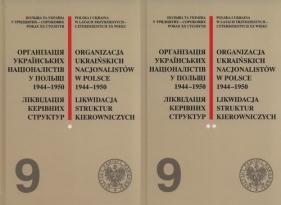 ПОЛЬЩА ТА УКРАЇНА
У ТРИДЦЯТИХ – СОРОКОВИХ
РОКАХ XX СТОЛІТТЯ
POLSKA I UKRAINA
W LATACH TRZYDZIESTYCH–
CZTERDZIESTYCH XX WIEKU
ОРГАНІЗАЦІЯ
УКРАЇНСЬКИХ
НАЦІОНАЛІСТІВ
У ПОЛЬЩІ
1944–1950
ЛІКВІДАЦІЯ
КЕРІВНИХ
СТРУКТУР
ORGANIZACJA
UKRAIŃSKICH
NACJONALISTÓW
W POLSCE
1944–1950
LIKWIDACJA
STRUKTUR
KIEROWNICZYCH
9
ПОЛЬЩА ТА УКРАЇНА
У ТРИДЦЯТИХ – СОРОКОВИХ
РОКАХ XX СТОЛІТТЯ
POLSKA I UKRAINA
W LATACH TRZYDZIESTYCH–
CZTERDZIESTYCH XX WIEKU
ОРГАНІЗАЦІЯ
УКРАЇНСЬКИХ
НАЦІОНАЛІСТІВ
У ПОЛЬЩІ
1944–1950
ЛІКВІДАЦІЯ
КЕРІВНИХ
СТРУКТУР
ORGANIZACJA
UKRAIŃSKICH
NACJONALISTÓW
W POLSCE
1944–1950
LIKWIDACJA
STRUKTUR
KIEROWNICZYCH
9